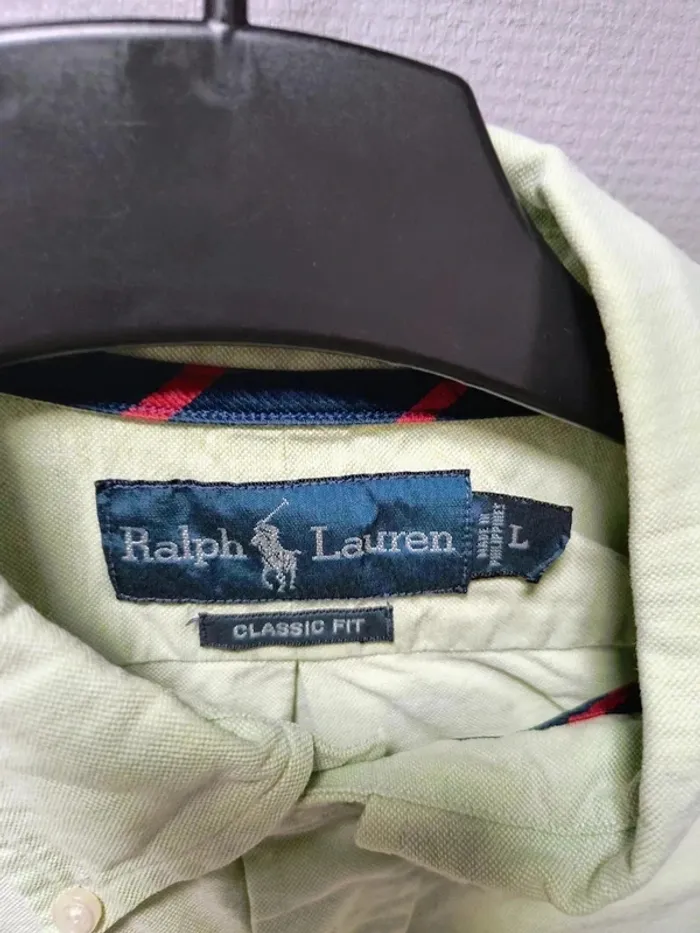 Ralph Lauren
MADE IN
PHILIPPINES
L
CLASSIC FIT